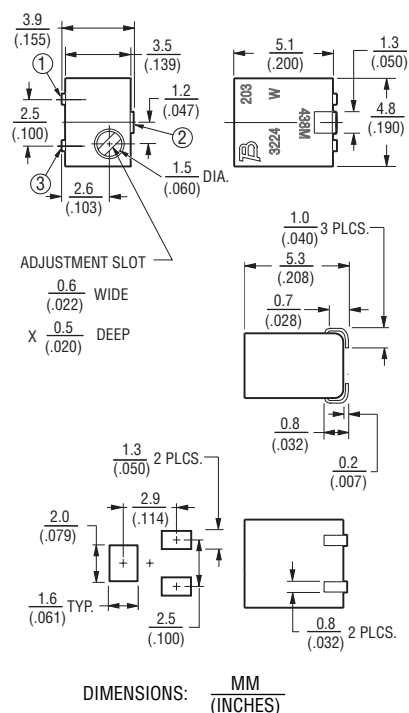 3.9
(.155)
3.5
(.139)
1
1.2
(.047)
2.5
(.100)
2
3
1.5
(.060) DIA.
2.6
(.103)
ADJUSTMENT SLOT
0.6
(.022) WIDE
X 0.5
(.020) DEEP
5.1
(.200)
1.3
(.050)
203
W
438M
3224
B
4.8
(.190)
1.0
(.040) 3 PLCS.
5.3
(.208)
0.7
(.028)
0.8
(.032)
0.2
(.007)
1.3
(.050) 2 PLCS.
2.9
(.114)
2.0
(.079)
1.6
(.061) TYP.
2.5
(.100)
0.8
(.032) 2 PLCS.
DIMENSIONS: MM
(INCHES)